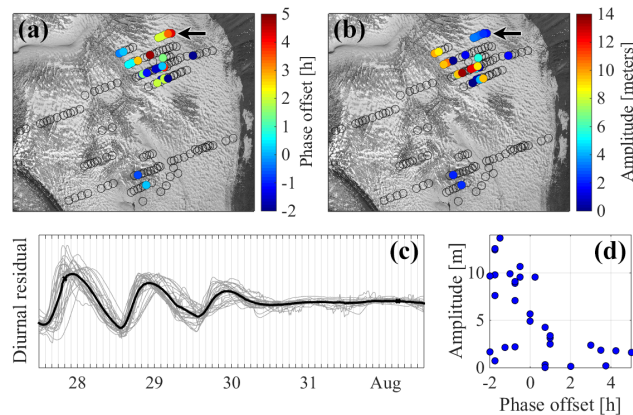 (a)
5
4
3
2
1
0
-1
-2
Phase offset [h]
(b)
14
12
10
8
6
4
2
0
Amplitude [meters]
(c)
Diurnal residual
28 29 30 31 Aug
(d)
Amplitude [m]
10
5
0
-2 0 2 4
Phase offset [h]